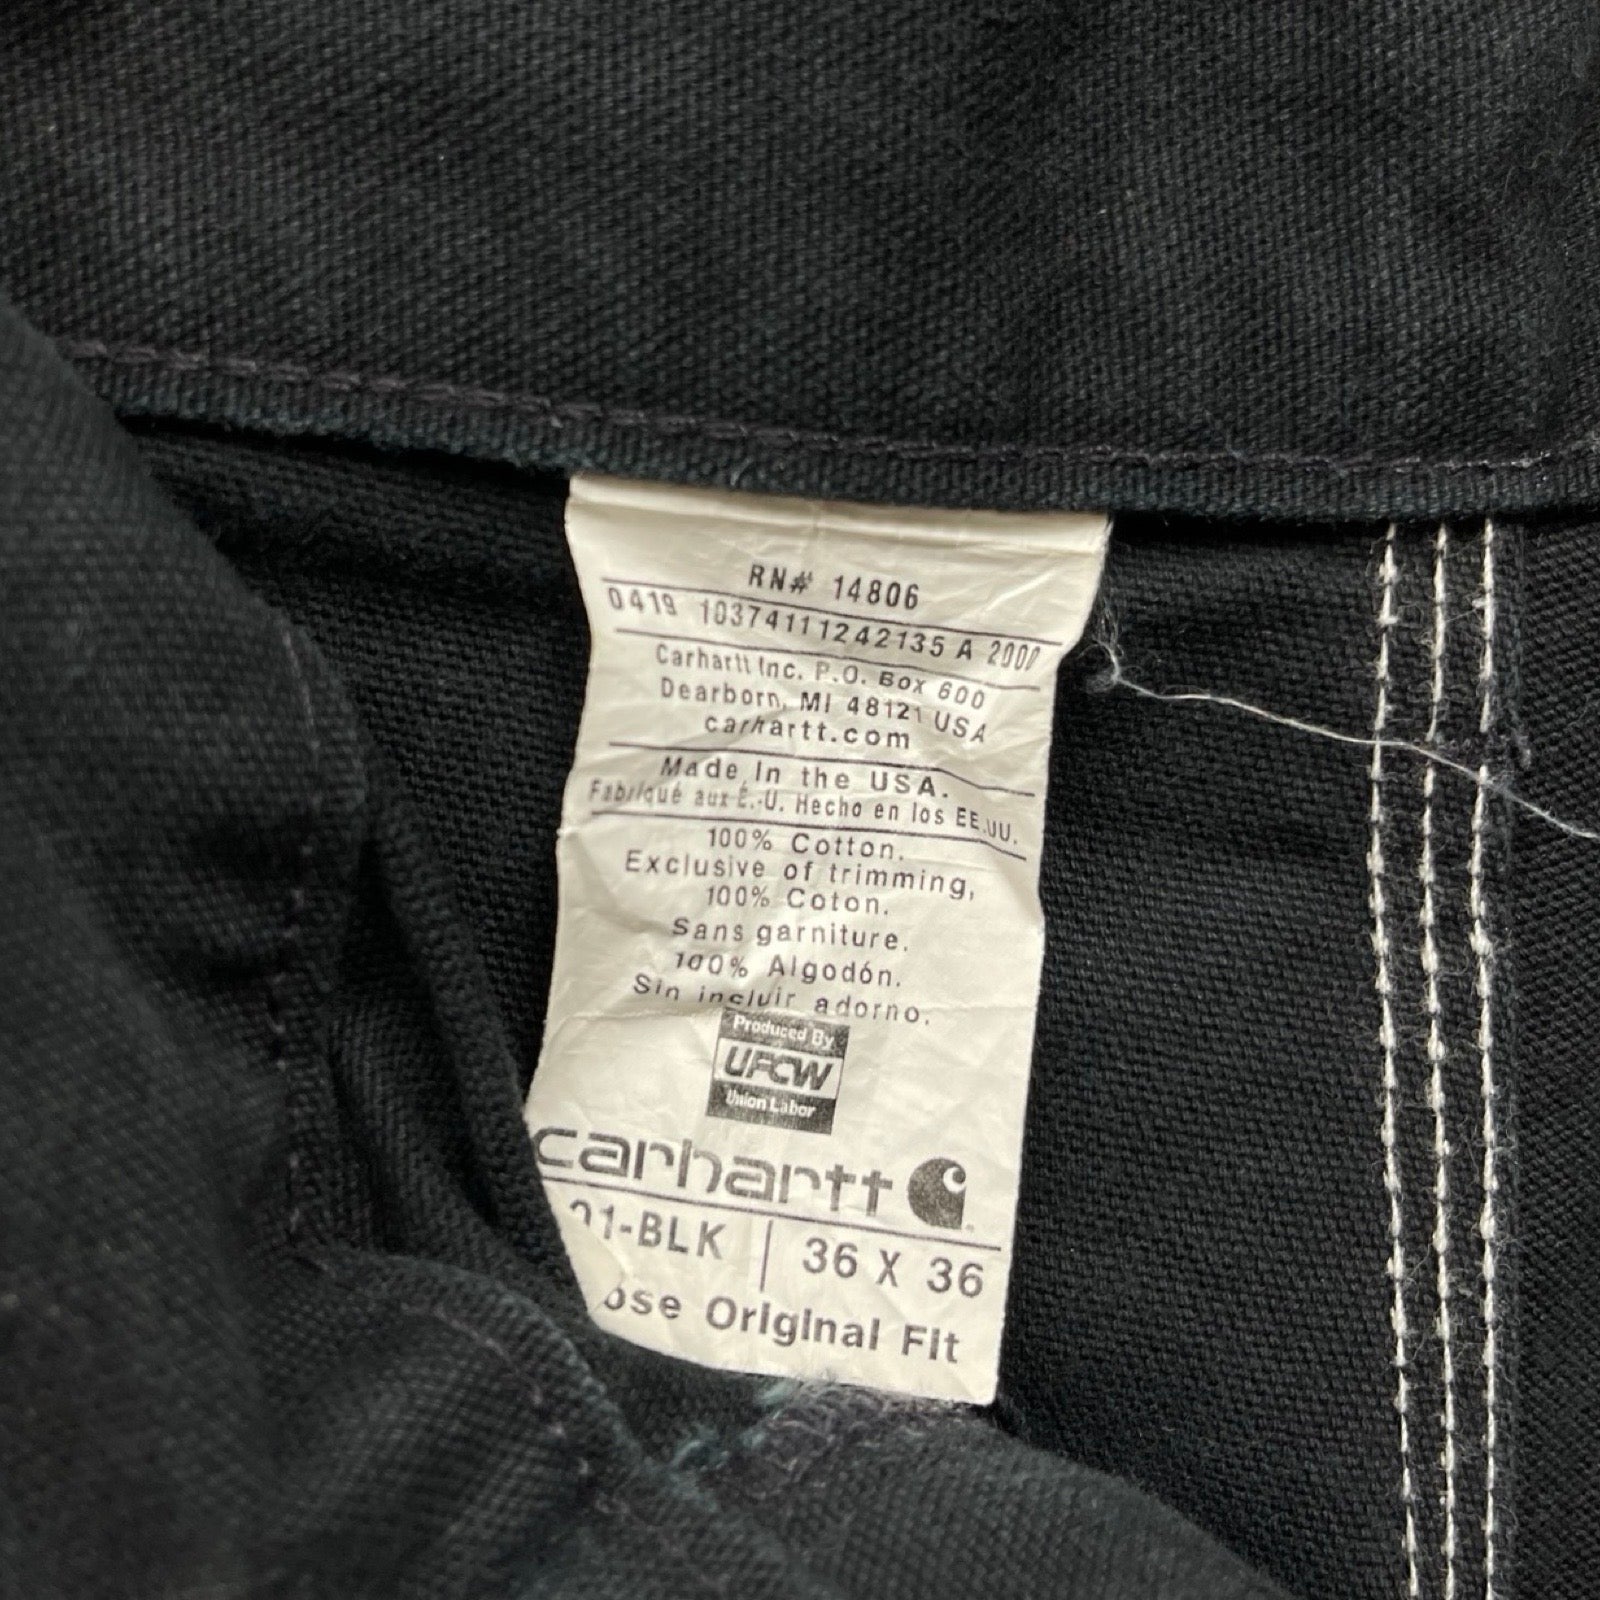 RN# 14806
0419 10374111242135 A 2000
Carhartt Inc. P.O. Box 600
Dearborn, MI 48121 USA
carhartt.com
Made In the USA.
Fabriqué aux É.-U. Hecho en los EE.UU.
100% Cotton.
Exclusive of trimming,
100% Coton.
Sans garniture.
100% Algodón.
Sin incluir adorno.
Produced By
UFCW
Union Labor
carhartt
01-BLK | 36 X 36
Original Fit